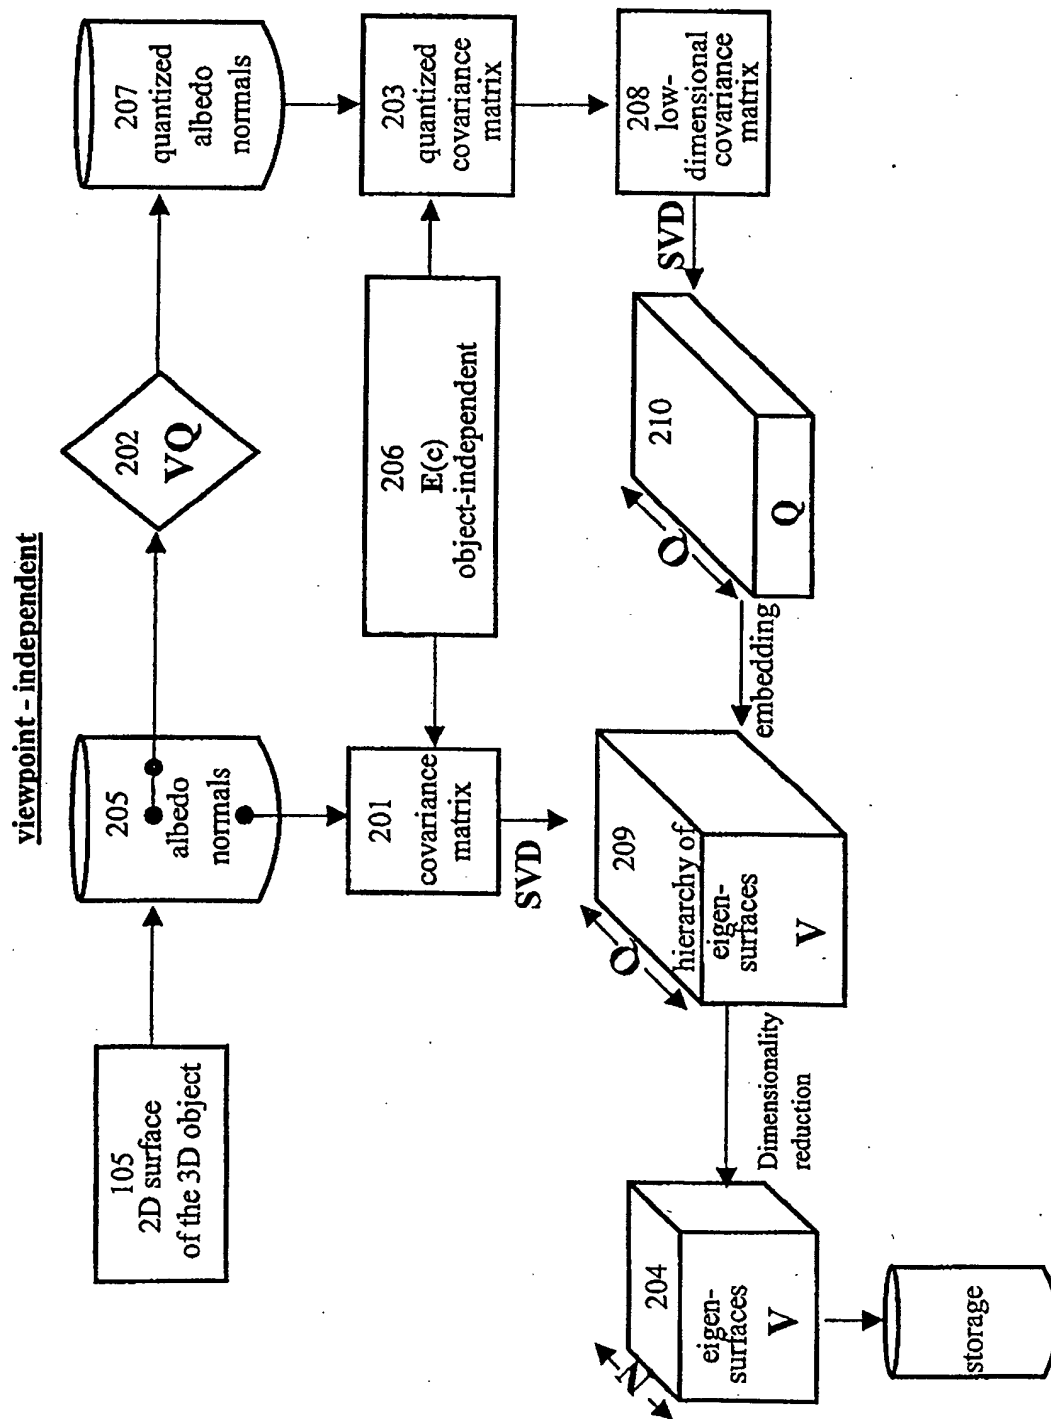 viewpoint - independent
105
2D surface
of the 3D object
205
albedo
normals
202
VQ
207
quantized
albedo
normals
201
covariance
matrix
206
E(c)
object-independent
203
quantized
covariance
matrix
SVD
208
low-
dimensional
covariance
matrix
SVD
210
Q
Q
embedding
209
hierarchy of
eigen-
surfaces
V
Q
Dimensionality
reduction
204
eigen-
surfaces
V
N
storage